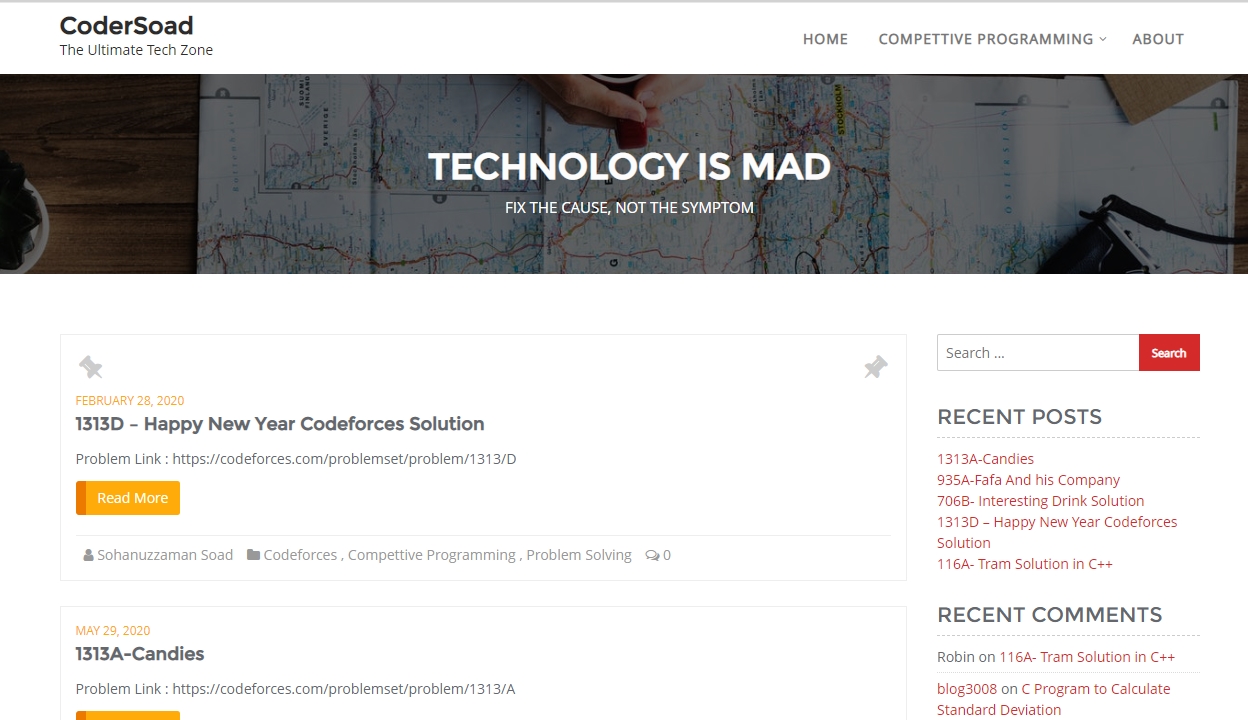 CoderSoad
The Ultimate Tech Zone
HOME
COMPETTIVE PROGRAMMING
ABOUT
SUOMI
FINLAND
SVERIGE
STOCKHOLM
TECHNOLOGY IS MAD
FIX THE CAUSE, NOT THE SYMPTOM
FEBRUARY 28, 2020
1313D – Happy New Year Codeforces Solution
Problem Link : https://codeforces.com/problemset/problem/1313/D
Read More
Sohanuzzaman Soad Codeforces , Compettive Programming , Problem Solving 0
MAY 29, 2020
1313A-Candies
Problem Link : https://codeforces.com/problemset/problem/1313/A
Search ...
Search
RECENT POSTS
1313A-Candies
935A-Fafa And his Company
706B- Interesting Drink Solution
1313D – Happy New Year Codeforces
Solution
116A- Tram Solution in C++
RECENT COMMENTS
Robin on 116A- Tram Solution in C++
blog3008 on C Program to Calculate
Standard Deviation